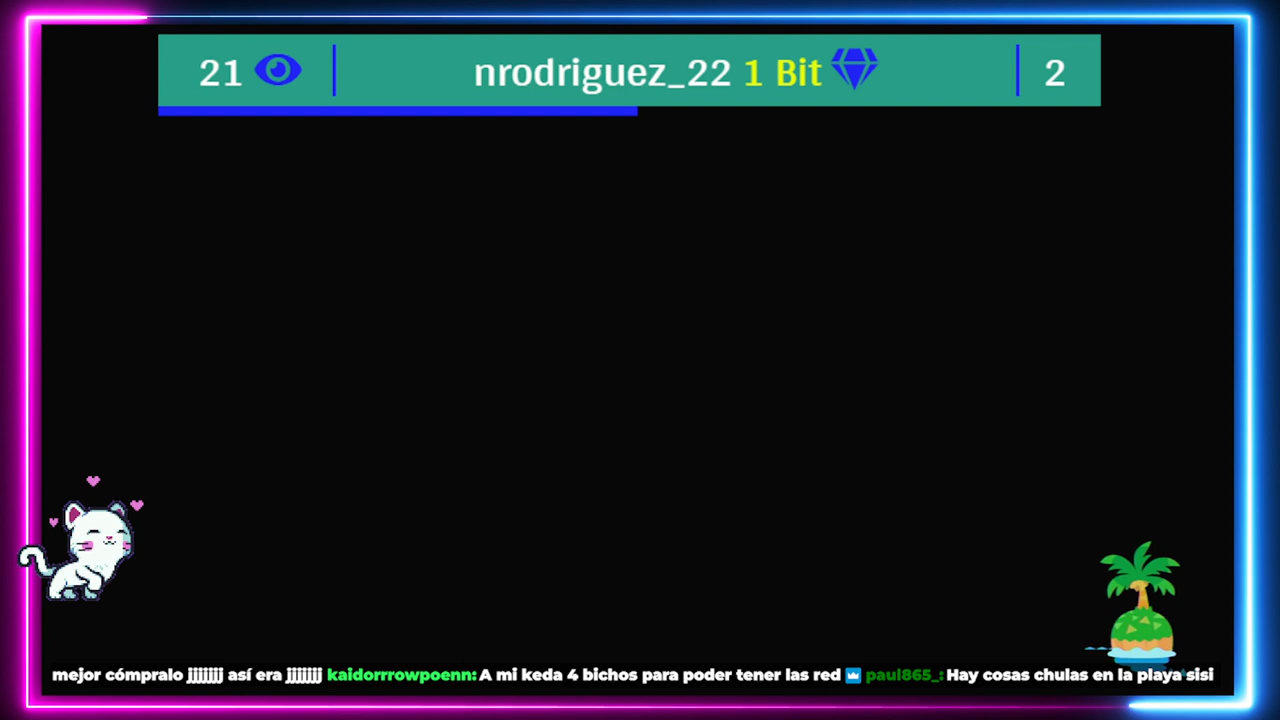 21 nrodriguez_22 1 Bit 2
mejor cómpralo jjjjjjj así era jjjjjjj kaidorrrowpoenn: A mi keda 4 bichos para poder tener las red paul865_: Hay cosas chulas en la playa sisi